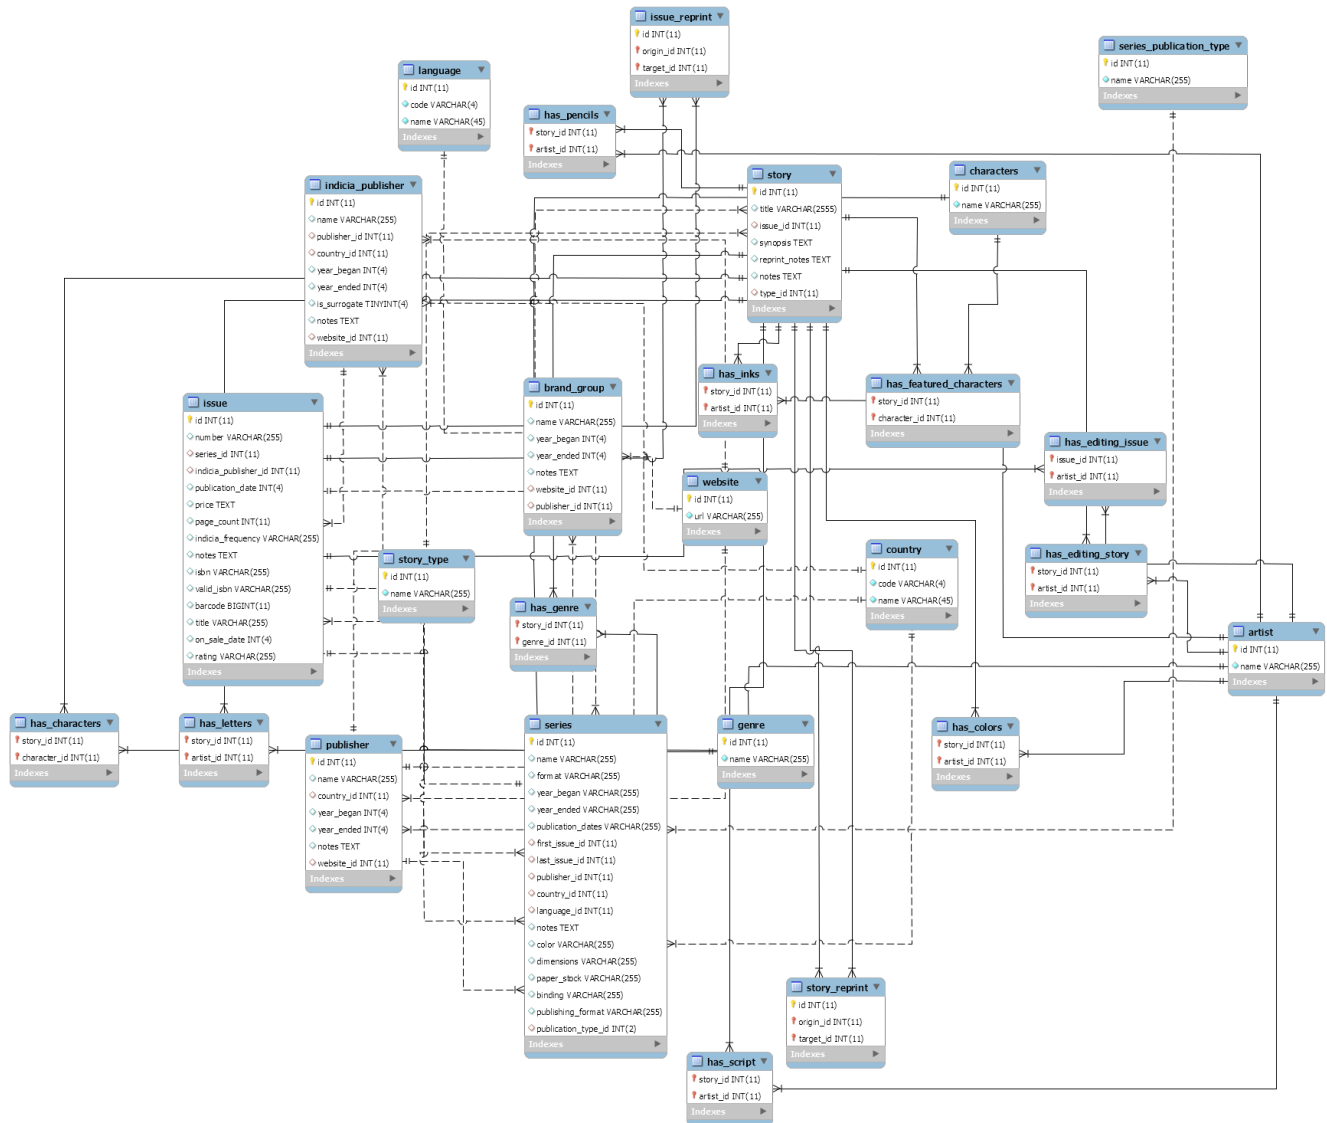 issue_reprint
id INT(11)
origin_id INT(11)
target_id INT(11)
Indexes
series_publication_type
id INT(11)
name VARCHAR(255)
Indexes
language
id INT(11)
code VARCHAR(4)
name VARCHAR(45)
Indexes
has_pencils
story_id INT(11)
artist_id INT(11)
Indexes
story
id INT(11)
title VARCHAR(2555)
issue_id INT(11)
synopsis TEXT
reprint_notes TEXT
notes TEXT
type_id INT(11)
Indexes
characters
id INT(11)
name VARCHAR(255)
Indexes
indicia_publisher
id INT(11)
name VARCHAR(255)
publisher_id INT(11)
country_id INT(11)
year_began INT(4)
year_ended INT(4)
is_surrogate TINYINT(4)
notes TEXT
website_id INT(11)
Indexes
has_inks
story_id INT(11)
artist_id INT(11)
Indexes
has_featured_characters
story_id INT(11)
character_id INT(11)
Indexes
brand_group
id INT(11)
name VARCHAR(255)
year_began INT(4)
year_ended INT(4)
notes TEXT
website_id INT(11)
publisher_id INT(11)
Indexes
issue
id INT(11)
number VARCHAR(255)
series_id INT(11)
indicia_publisher_id INT(11)
publication_date INT(4)
price TEXT
page_count INT(11)
indicia_frequency VARCHAR(255)
notes TEXT
isbn VARCHAR(255)
valid_isbn VARCHAR(255)
barcode BIGINT(11)
title VARCHAR(255)
on_sale_date INT(4)
rating VARCHAR(255)
Indexes
has_editing_issue
issue_id INT(11)
artist_id INT(11)
Indexes
website
id INT(11)
url VARCHAR(255)
Indexes
story_type
id INT(11)
name VARCHAR(255)
Indexes
country
id INT(11)
code VARCHAR(4)
name VARCHAR(45)
Indexes
has_editing_story
story_id INT(11)
artist_id INT(11)
Indexes
has_genre
story_id INT(11)
genre_id INT(11)
Indexes
artist
id INT(11)
name VARCHAR(255)
Indexes
has_characters
story_id INT(11)
character_id INT(11)
Indexes
has_letters
story_id INT(11)
artist_id INT(11)
Indexes
publisher
id INT(11)
name VARCHAR(255)
country_id INT(11)
year_began INT(4)
year_ended INT(4)
notes TEXT
website_id INT(11)
Indexes
series
id INT(11)
name VARCHAR(255)
format VARCHAR(255)
year_began VARCHAR(255)
year_ended VARCHAR(255)
publication_dates VARCHAR(255)
first_issue_id INT(11)
last_issue_id INT(11)
publisher_id INT(11)
country_id INT(11)
language_id INT(11)
notes TEXT
color VARCHAR(255)
dimensions VARCHAR(255)
paper_stock VARCHAR(255)
binding VARCHAR(255)
publishing_format VARCHAR(255)
publication_type_id INT(2)
Indexes
genre
id INT(11)
name VARCHAR(255)
Indexes
has_colors
story_id INT(11)
artist_id INT(11)
Indexes
story_reprint
id INT(11)
origin_id INT(11)
target_id INT(11)
Indexes
has_script
story_id INT(11)
artist_id INT(11)
Indexes